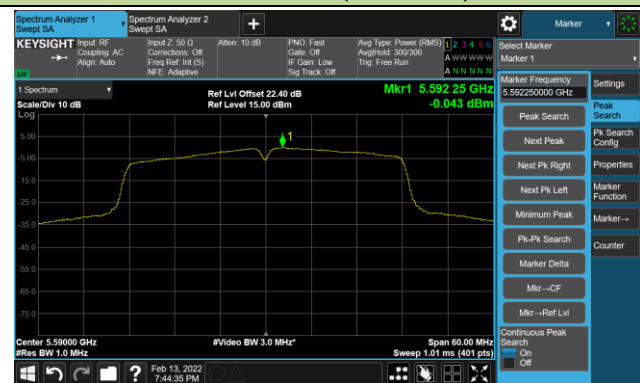 Spectrum Analyzer 1
Swept SA
Spectrum Analyzer 2
Swept SA
Marker
KEYSIGHT
Input: RF
Coupling: AC
Align: Auto
Input Z: 50 Ω
Corrections: Off
Freq Ref: Int (S)
NFE: Adaptive
Atten: 10 dB
PNO: Fast
Gate: Off
IF Gain: Low
Sig Track: Off
Avg Type: Power (RMS)
Avg|Hold: 300/300
Trig: Free Run
1 2 3 4 5 6
A W W W W W
A N N N N N
Select Marker
Marker 1
1 Spectrum
Scale/Div 10 dB
Log
Ref Lvl Offset 22.40 dB
Ref Level 15.00 dBm
Mkr1 5.592 25 GHz
-0.043 dBm
1
5.00
-5.00
-15.0
-25.0
-35.0
-45.0
-55.0
-65.0
-75.0
Center 5.59000 GHz
#Res BW 1.0 MHz
#Video BW 3.0 MHz*
Span 60.00 MHz
Sweep 1.01 ms (401 pts)
Marker Frequency
5.592250000 GHz
Peak Search
Next Peak
Next Pk Right
Next Pk Left
Minimum Peak
Pk-Pk Search
Marker Delta
Mkr→CF
Mkr→Ref Lvl
Continuous Peak
Search
On
Off
Settings
Peak
Search
Pk Search
Config
Properties
Marker
Function
Marker→
Counter
?
Feb 13, 2022
7:44:35 PM